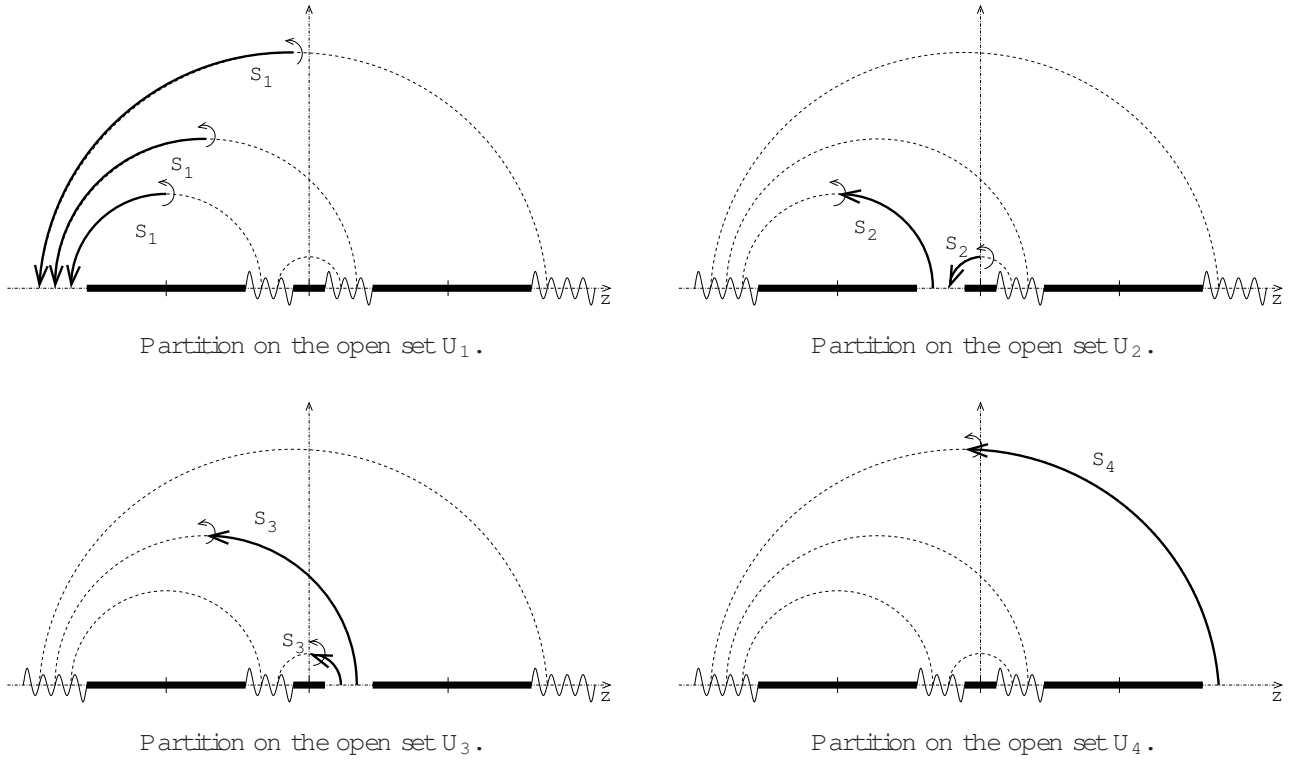 S₁
S₁
S₁
z
Partition on the open set U₁.
S₂
S₂
z
Partition on the open set U₂.
S₃
S₃
z
Partition on the open set U₃.
S₄
z
Partition on the open set U₄.